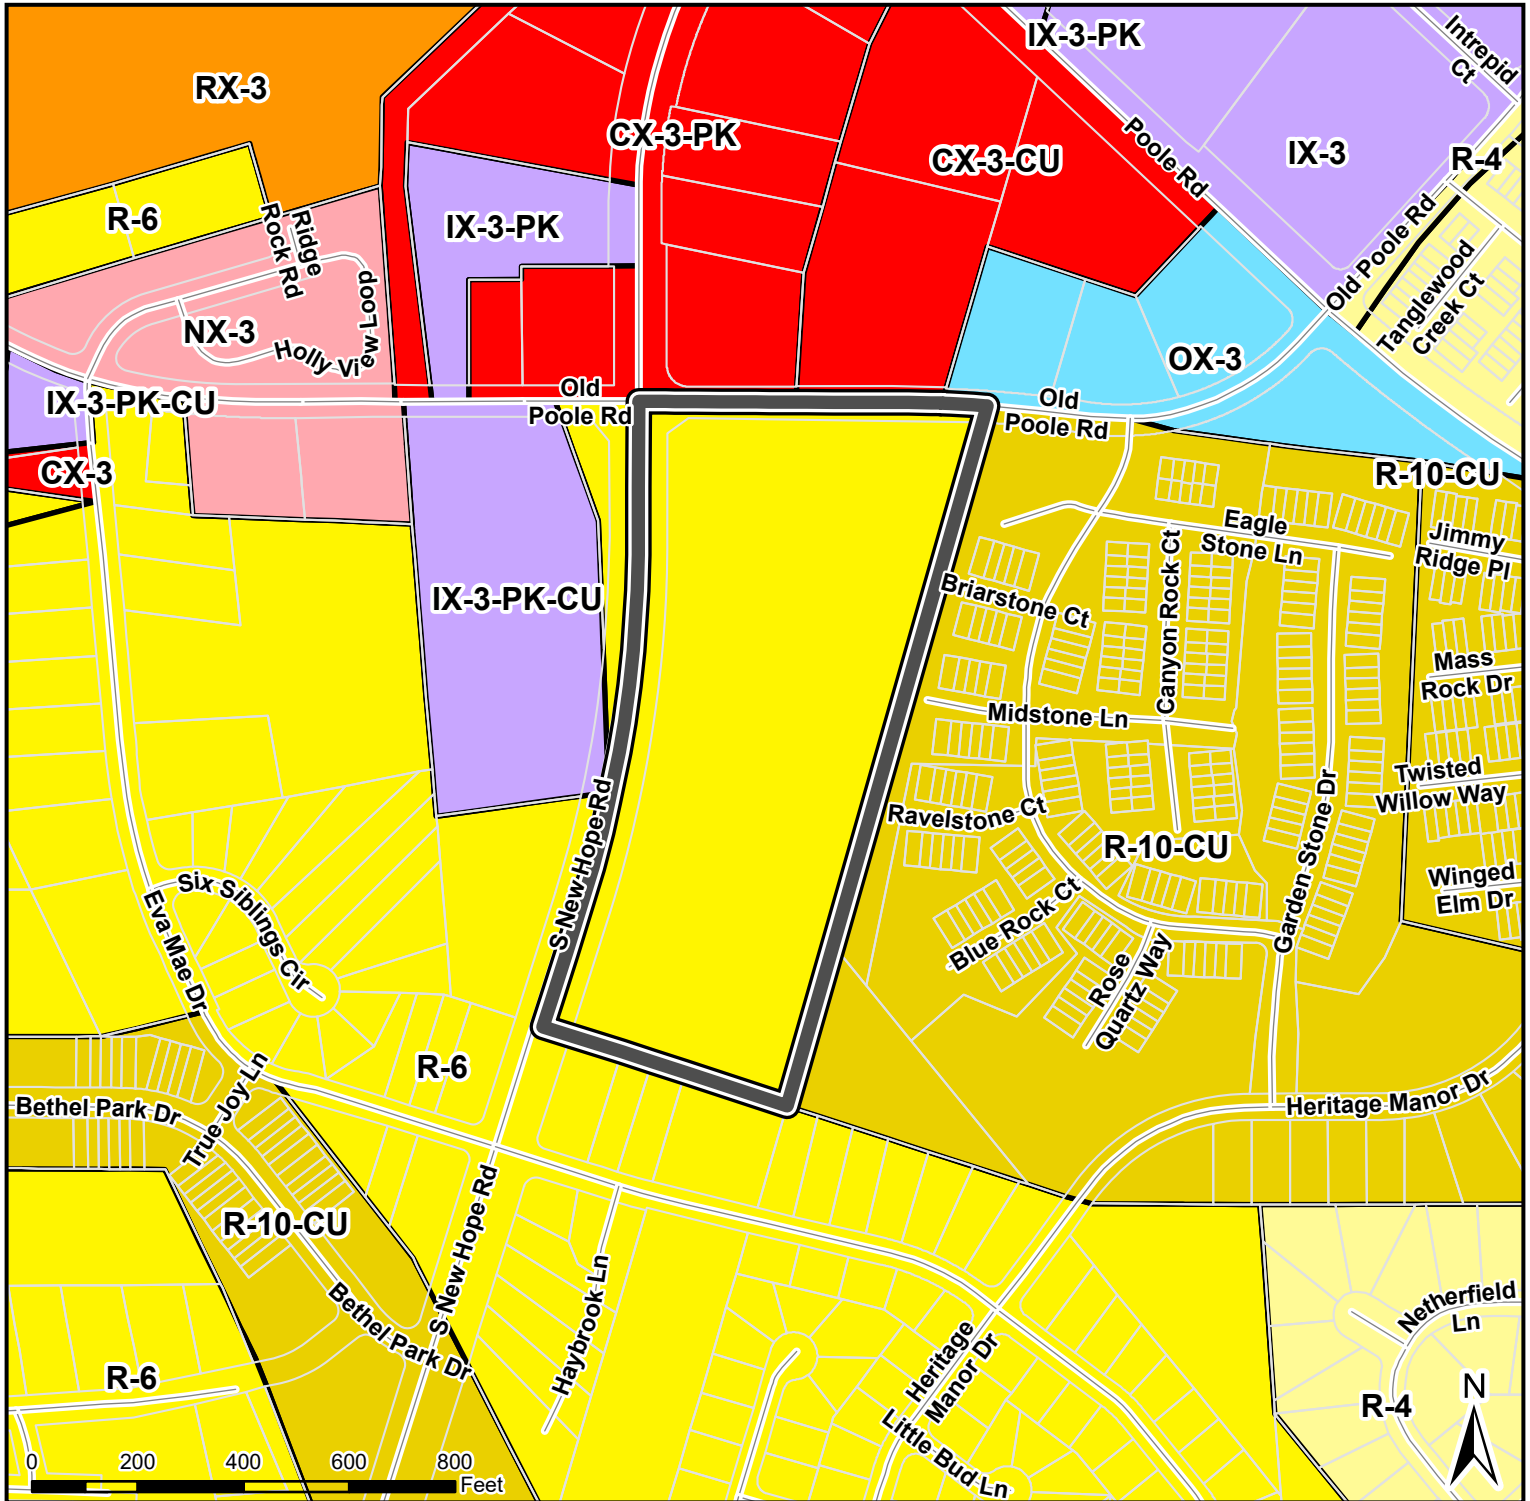 IX-3-PK
Intrepid
Ct
RX-3
CX-3-PK
CX-3-CU
Poole Rd
IX-3
R-4
R-6
Ridge
Rock Rd
IX-3-PK
Old Poole Rd
Tanglewood
Creek Ct
NX-3
Holly View Loop
OX-3
IX-3-PK-CU
Old
Poole Rd
Old
Poole Rd
CX-3
R-10-CU
Eagle
Stone Ln
Jimmy
Ridge Pl
Briarstone Ct
Canyon Rock Ct
IX-3-PK-CU
Mass
Rock Dr
Midstone Ln
Twisted
Willow Way
Ravelstone Ct
R-10-CU
Garden Stone Dr
S New Hope Rd
Winged
Elm Dr
Six Siblings Cir
Eva Mae Dr
Blue Rock Ct
Rose
Quartz Way
R-6
True Joy Ln
Bethel Park Dr
Heritage Manor Dr
R-10-CU
S New Hope Rd
Haybrook Ln
Bethel Park Dr
Netherfield
Ln
Heritage
Manor Dr
R-6
R-4
N
Little Bud Ln
0 200 400 600 800
Feet